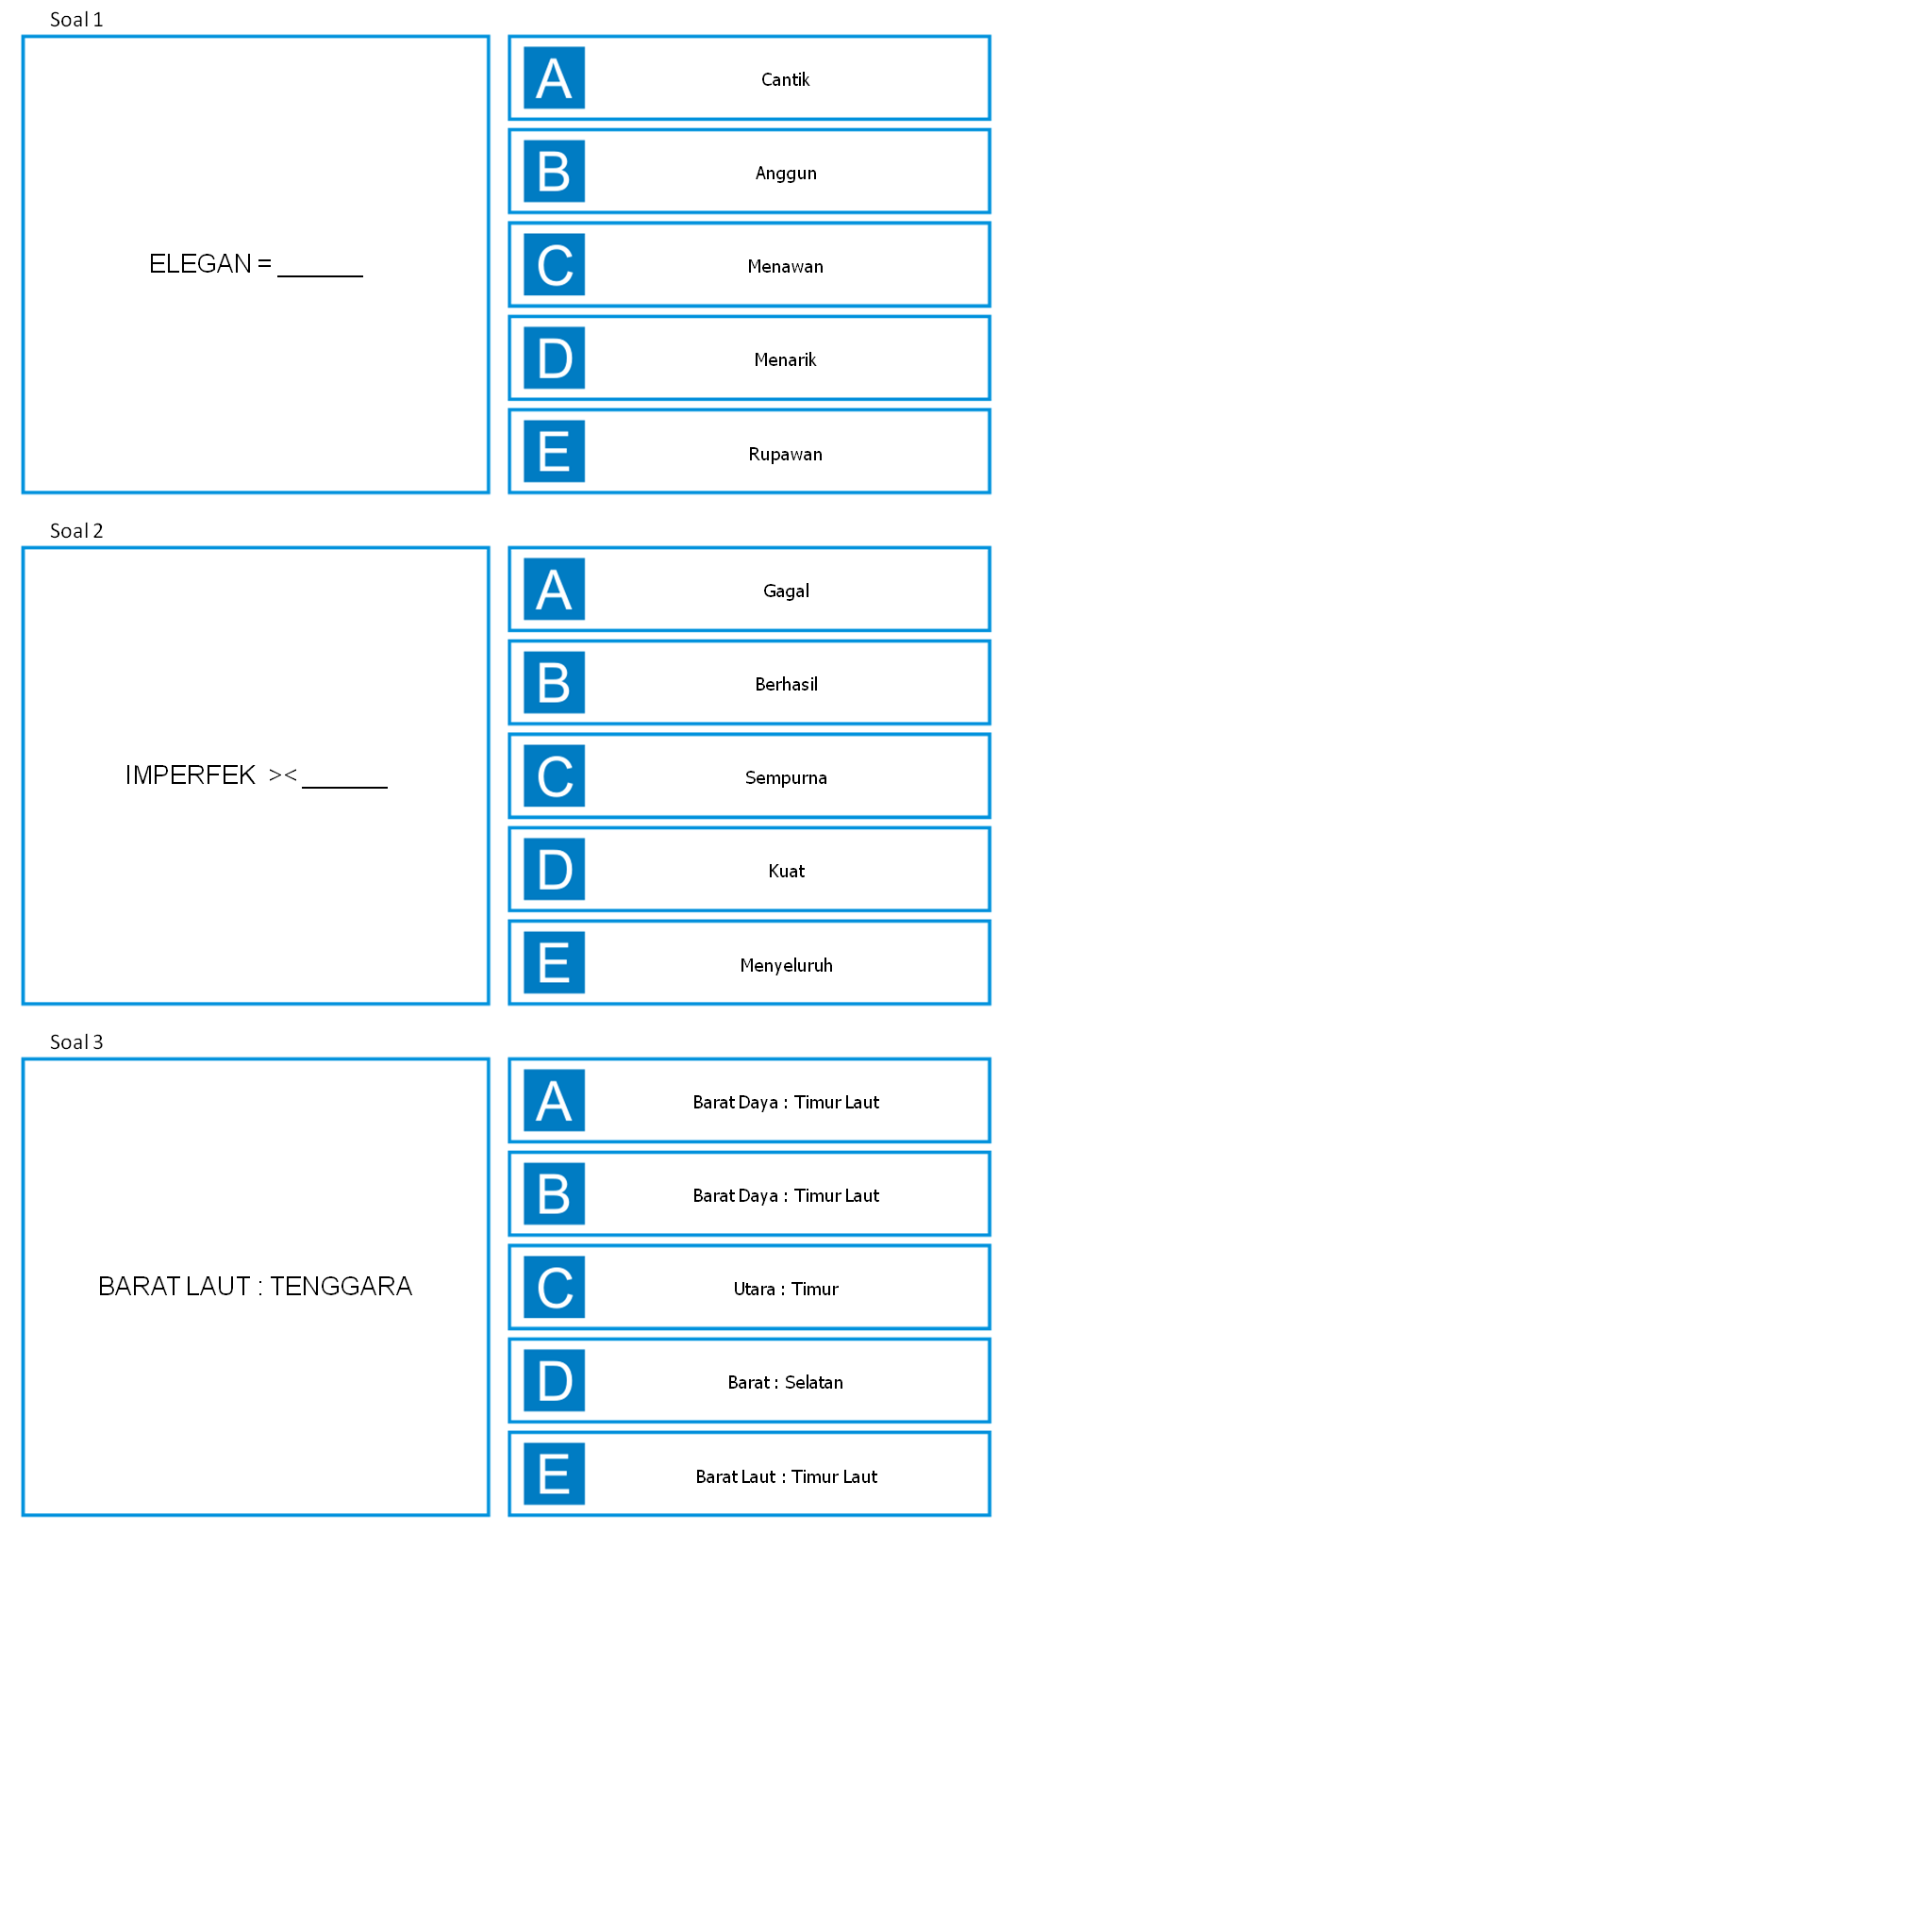 Soal 1
ELEGAN = ______
A Cantik
B Anggun
C Menawan
D Menarik
E Rupawan
Soal 2
IMPERFEK >< ______
A Gagal
B Berhasil
C Sempurna
D Kuat
E Menyeluruh
Soal 3
BARAT LAUT : TENGGARA
A Barat Daya : Timur Laut
B Barat Daya : Timur Laut
C Utara : Timur
D Barat : Selatan
E Barat Laut : Timur Laut